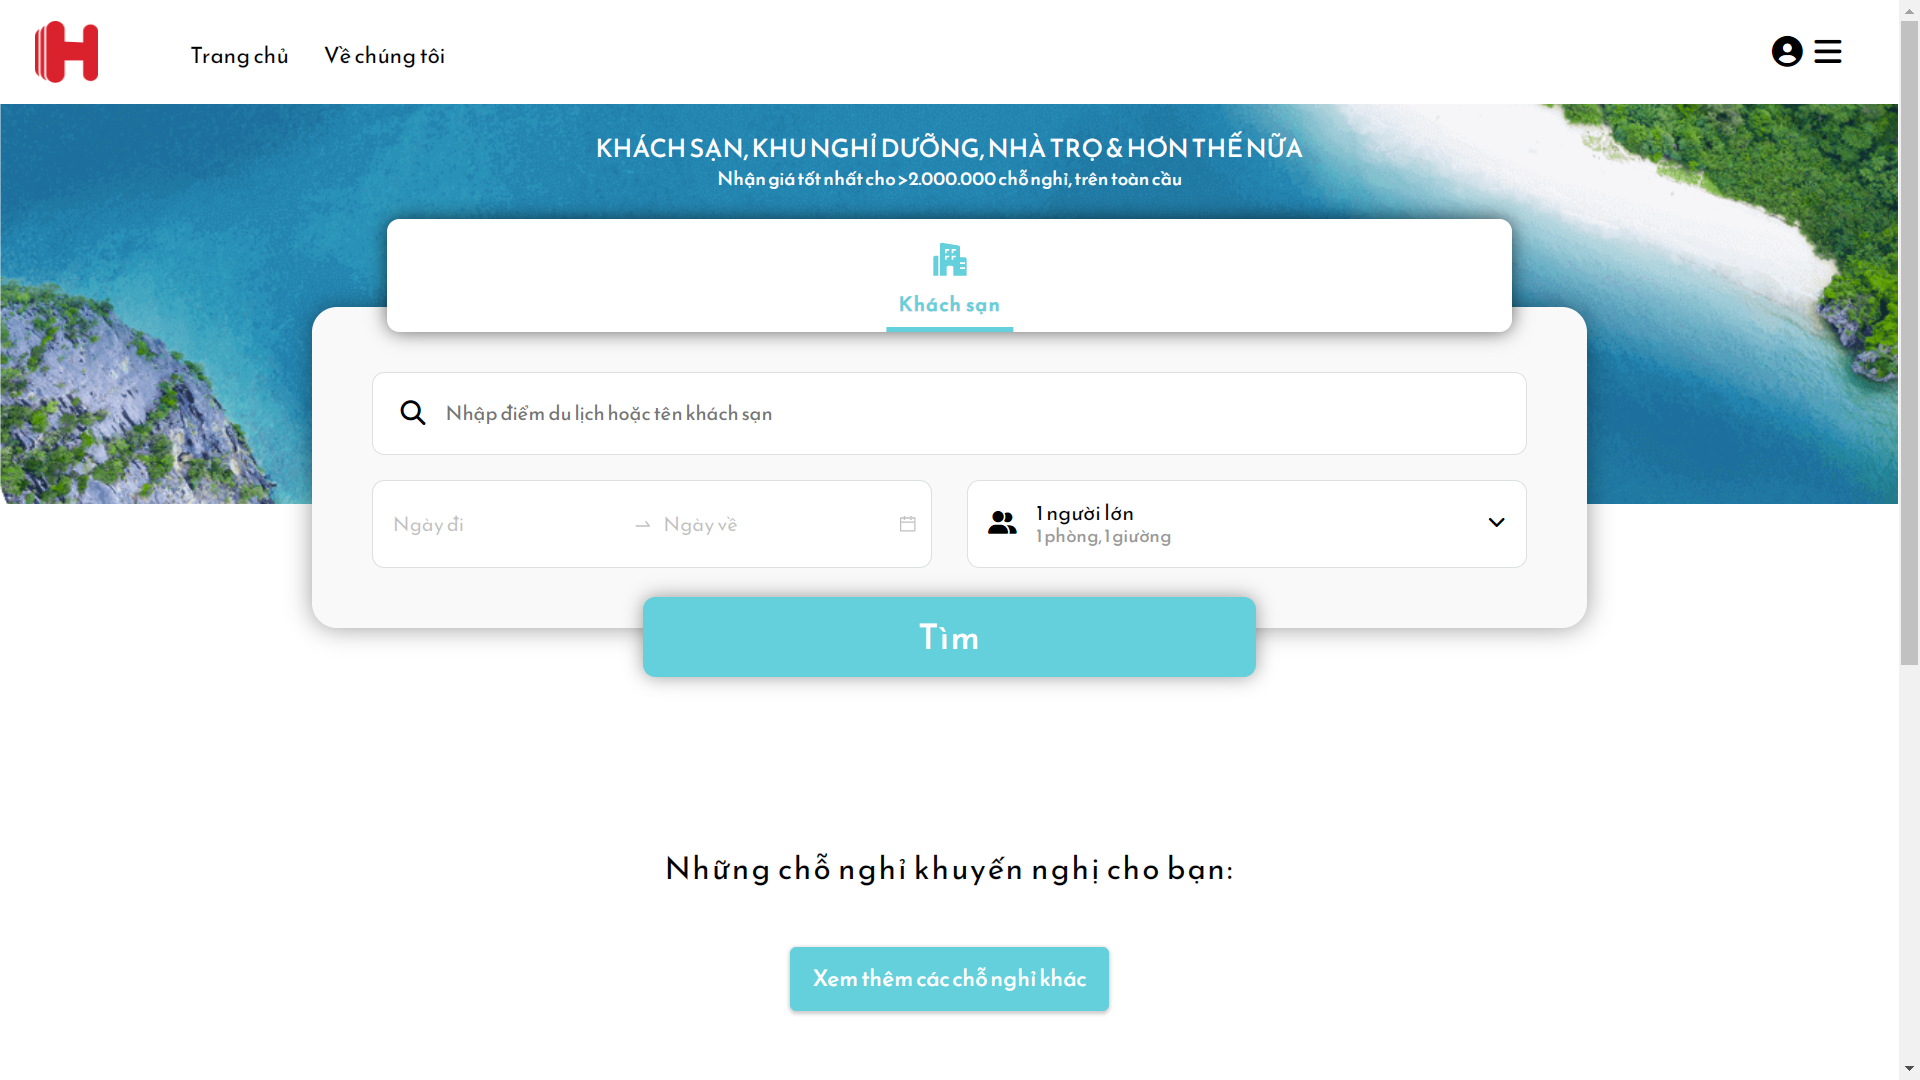 Trang chủ
Về chúng tôi
KHÁCH SẠN, KHU NGHỈ DƯỠNG, NHÀ TRỌ & HƠN THẾ NỮA
Nhận giá tốt nhất cho >2.000.000 chỗ nghỉ, trên toàn cầu
Khách sạn
Nhập điểm du lịch hoặc tên khách sạn
Ngày đi
Ngày về
1 người lớn
1 phòng, 1 giường
Tìm
Những chỗ nghỉ khuyến nghị cho bạn:
Xem thêm các chỗ nghỉ khác